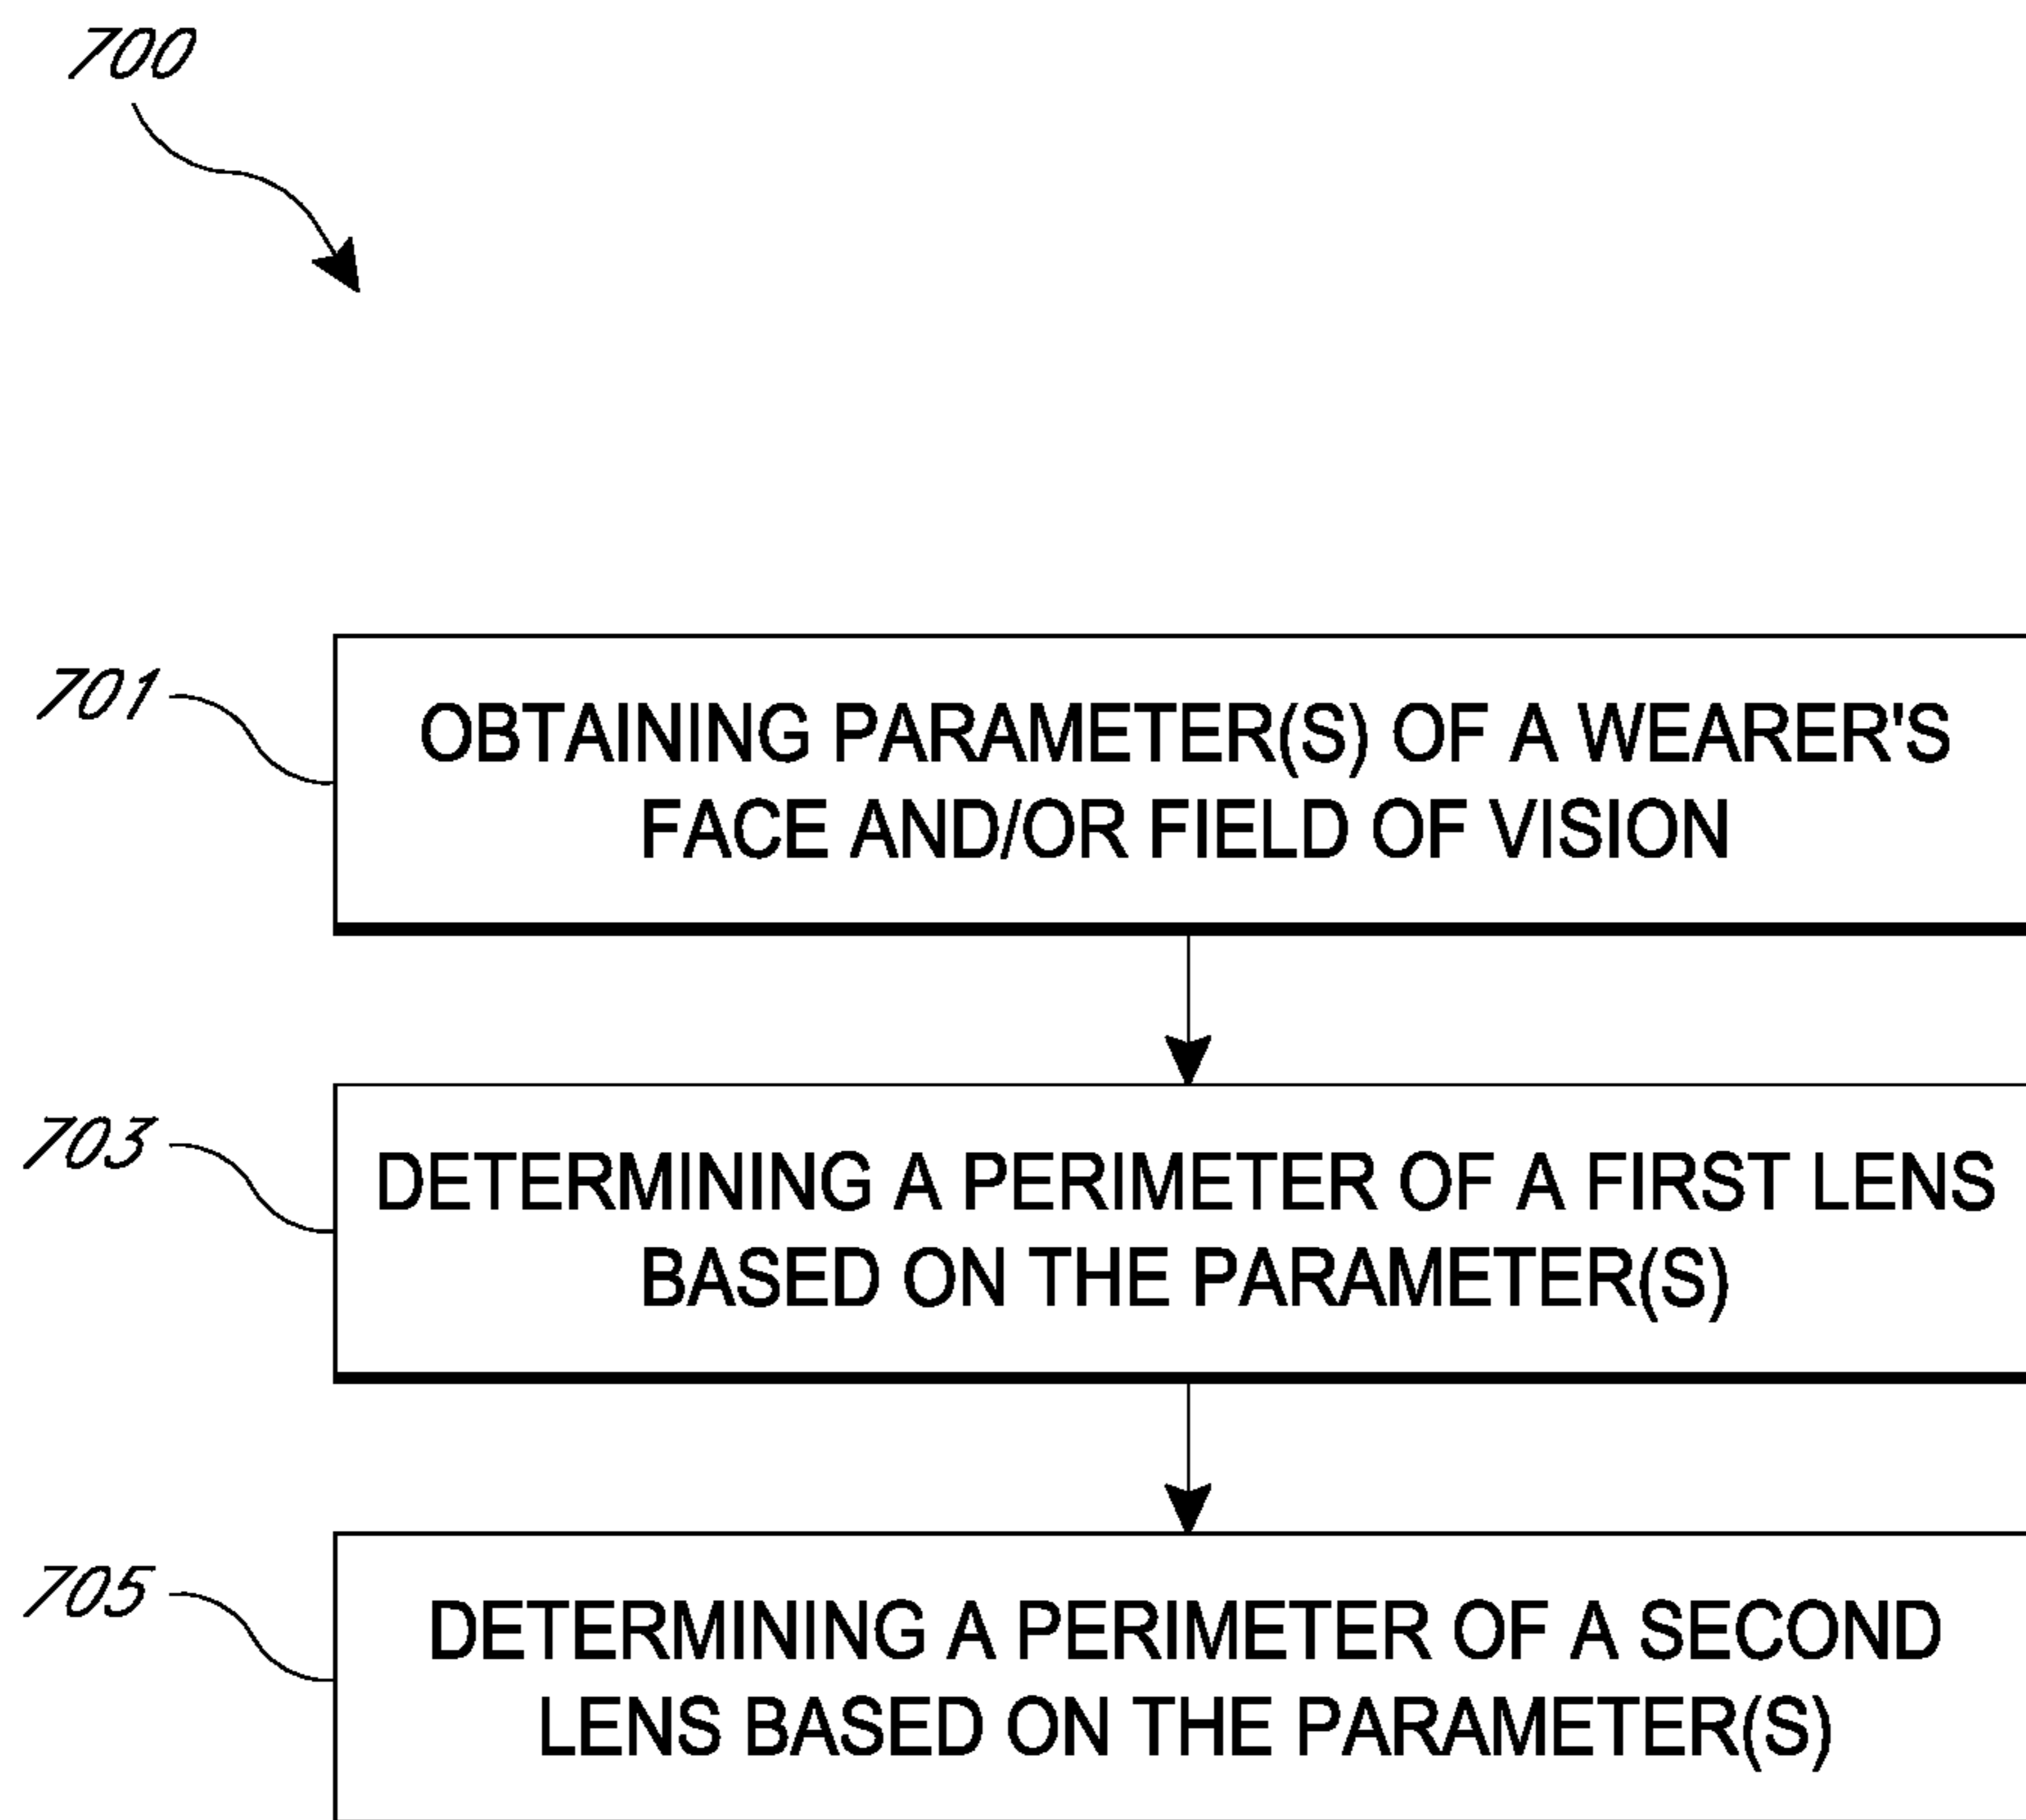 700
701
OBTAINING PARAMETER(S) OF A WEARER'S
FACE AND/OR FIELD OF VISION
703
DETERMINING A PERIMETER OF A FIRST LENS
BASED ON THE PARAMETER(S)
705
DETERMINING A PERIMETER OF A SECOND
LENS BASED ON THE PARAMETER(S)